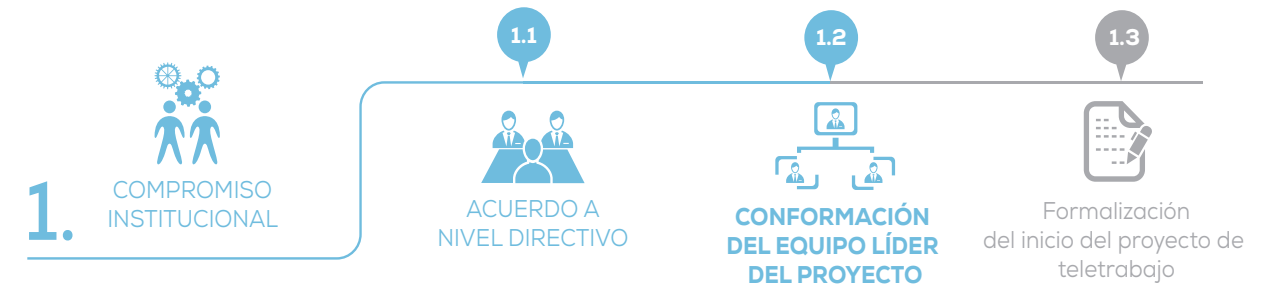 1.
COMPROMISO
INSTITUCIONAL
1.1
ACUERDO A
NIVEL DIRECTIVO
1.2
CONFORMACIÓN
DEL EQUIPO LÍDER
DEL PROYECTO
1.3
Formalización
del inicio del proyecto de
teletrabajo